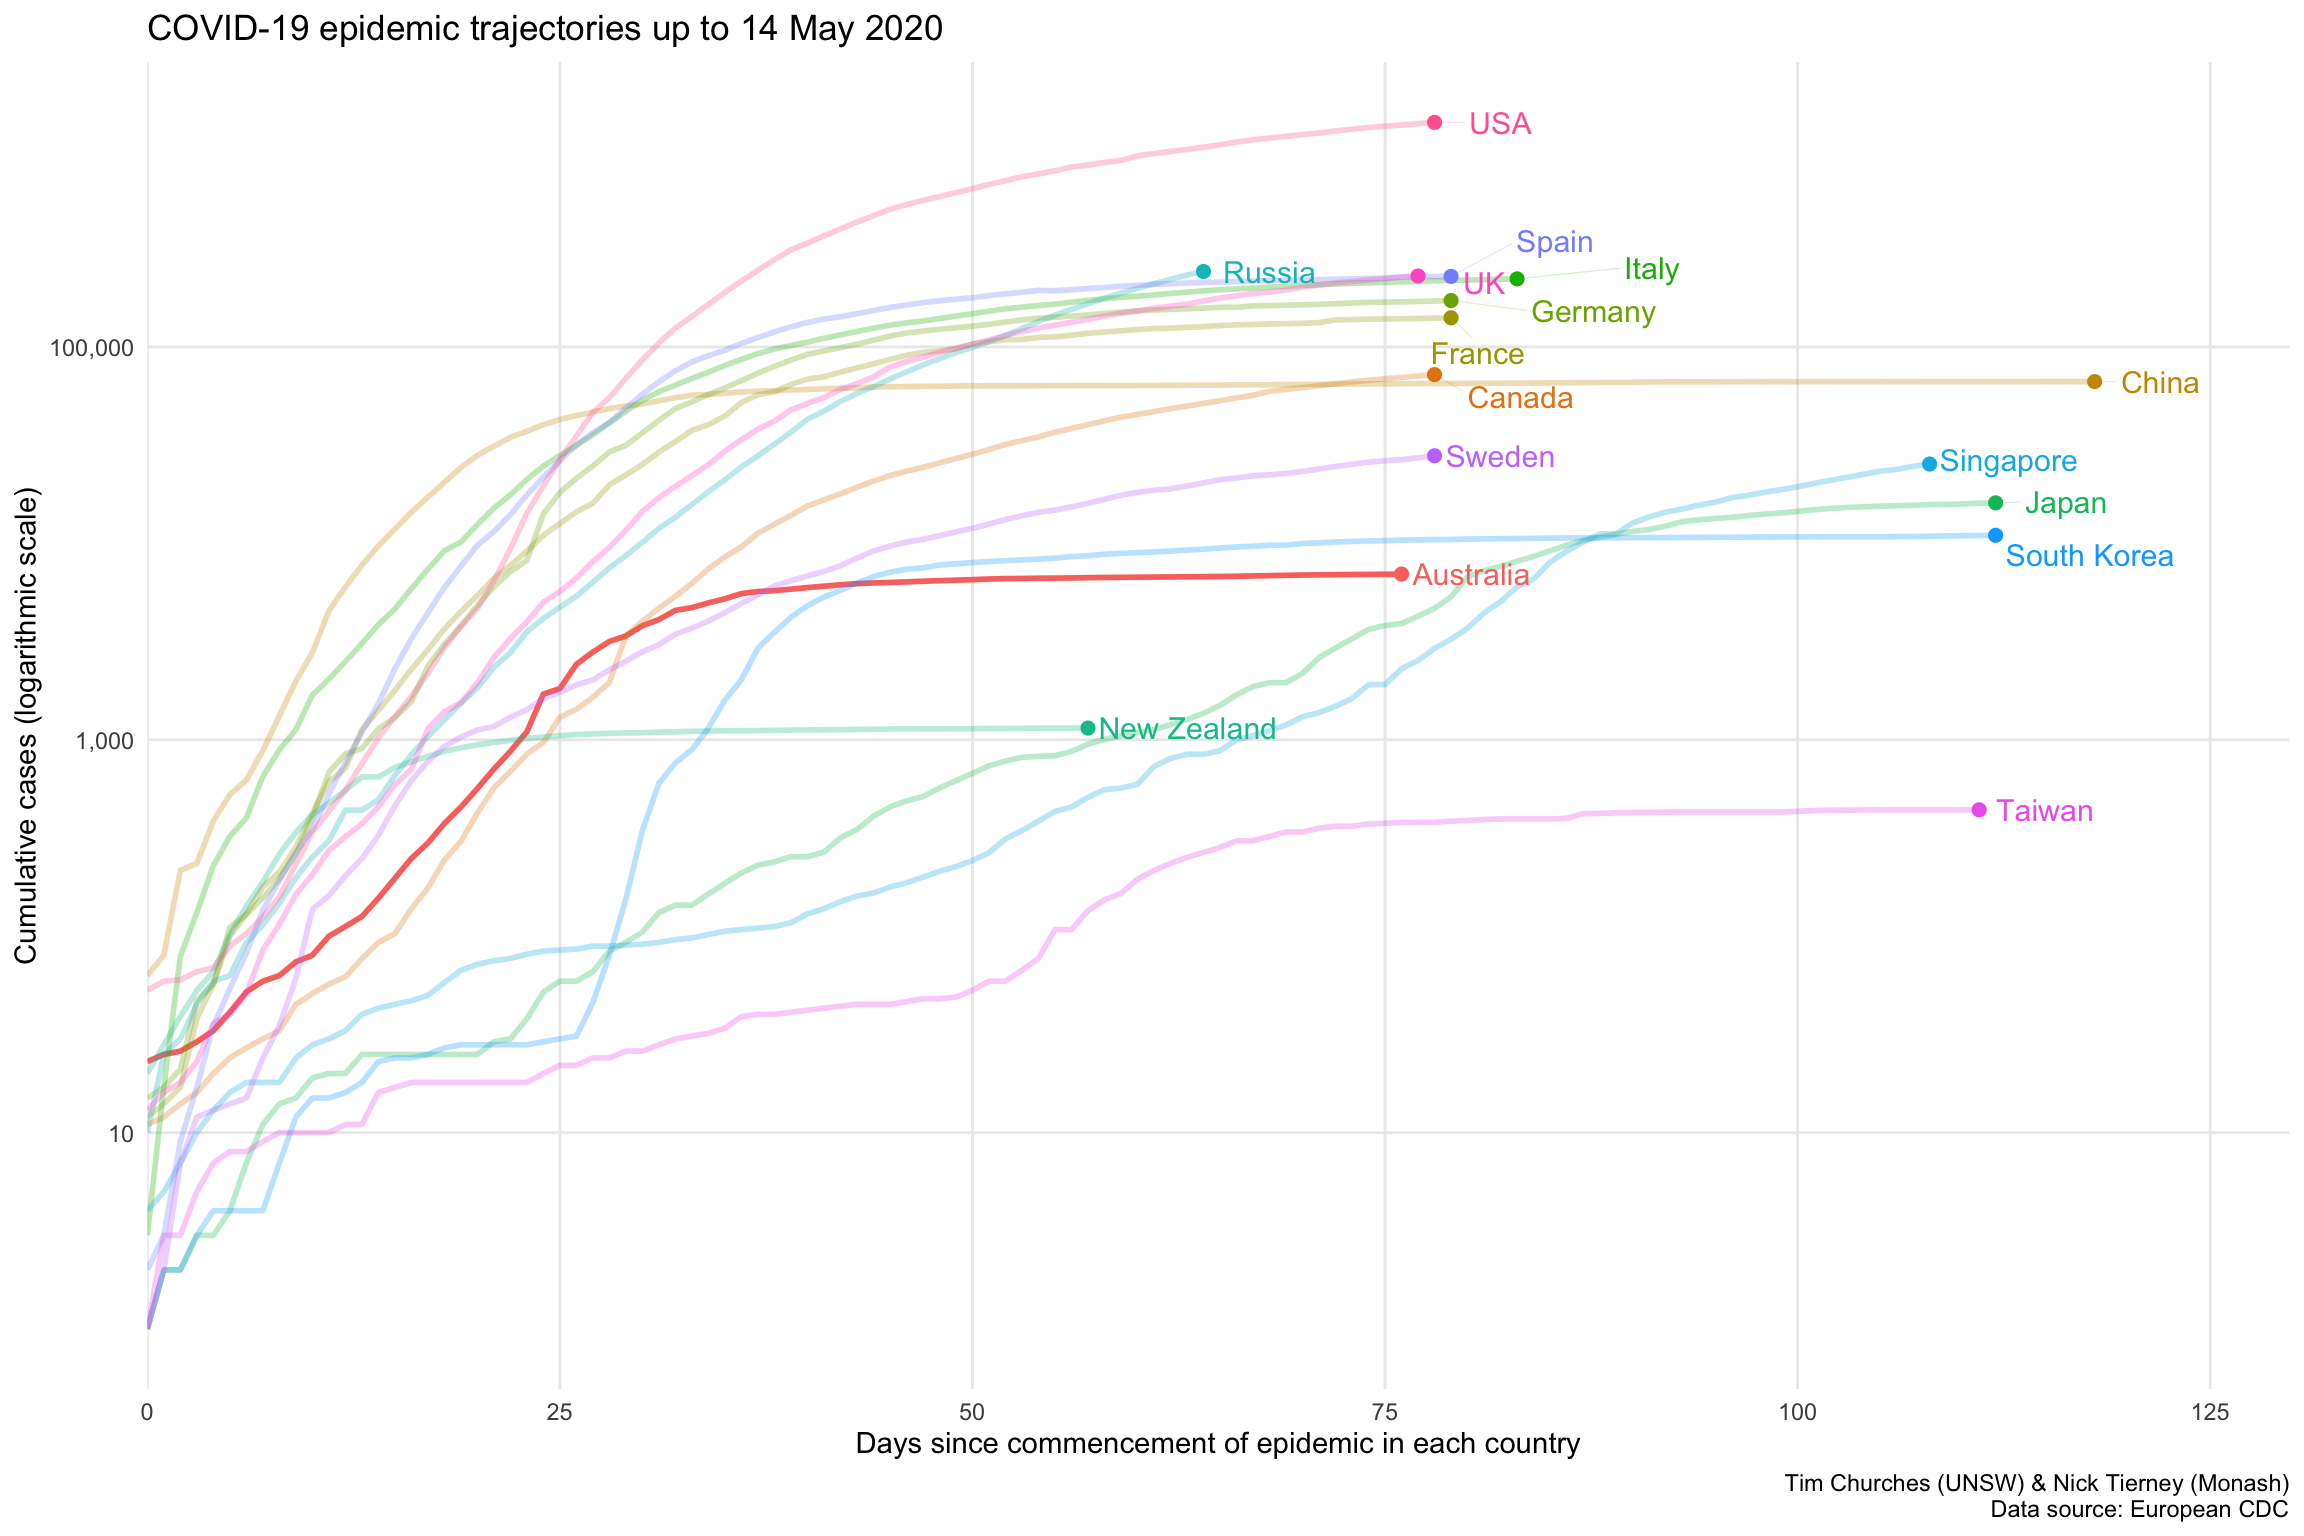 COVID-19 epidemic trajectories up to 14 May 2020
USA
Spain
Italy
Russia
UK
Germany
100,000
France
China
Canada
Sweden
Singapore
Japan
South Korea
Australia
New Zealand
1,000
Taiwan
10
Cumulative cases (logarithmic scale)
0 25 50 75 100 125
Days since commencement of epidemic in each country
Tim Churches (UNSW) & Nick Tierney (Monash)
Data source: European CDC